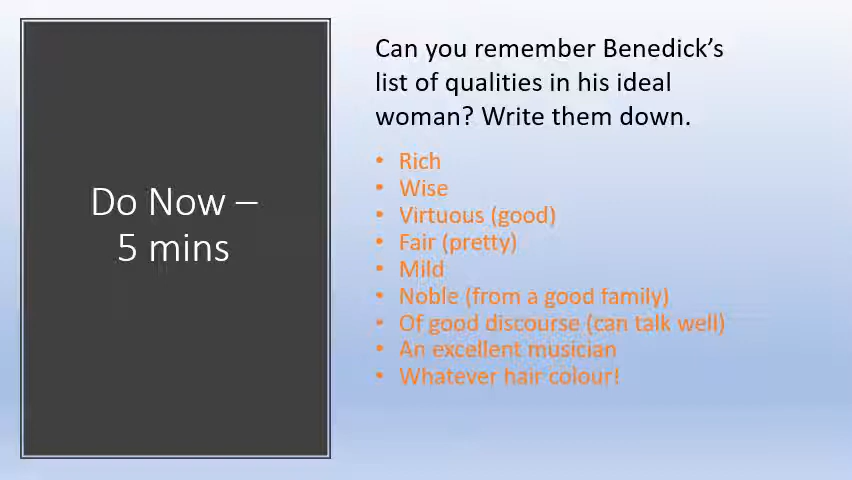 Do Now –
5 mins
Can you remember Benedick’s
list of qualities in his ideal
woman? Write them down.
• Rich
• Wise
• Virtuous (good)
• Fair (pretty)
• Mild
• Noble (from a good family)
• Of good discourse (can talk well)
• An excellent musician
• Whatever hair colour!